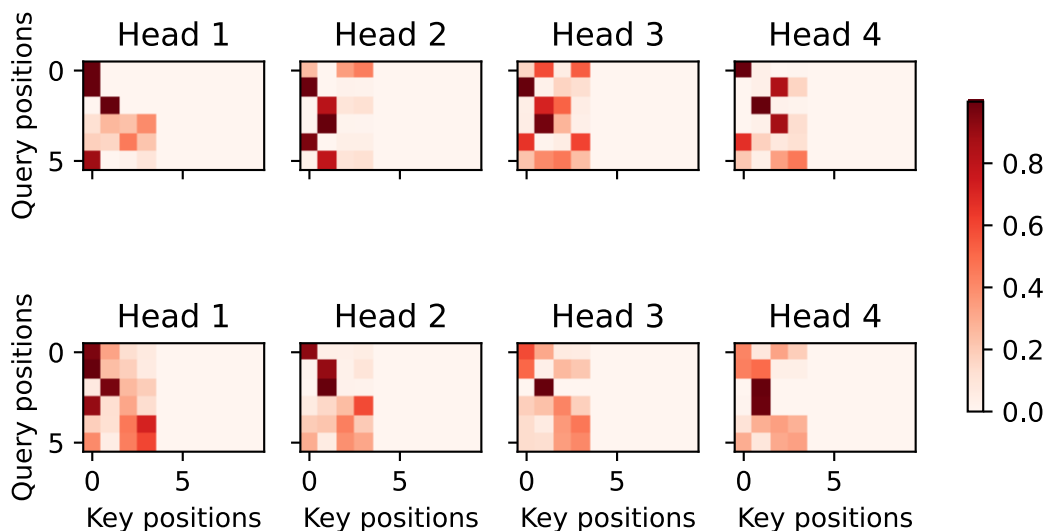 Head 1 Head 2 Head 3 Head 4
Query positions
0
5
0.8
0.6
0.4
0.2
0.0
Head 1 Head 2 Head 3 Head 4
Query positions
0
5
0 5 0 5 0 5 0 5
Key positions Key positions Key positions Key positions